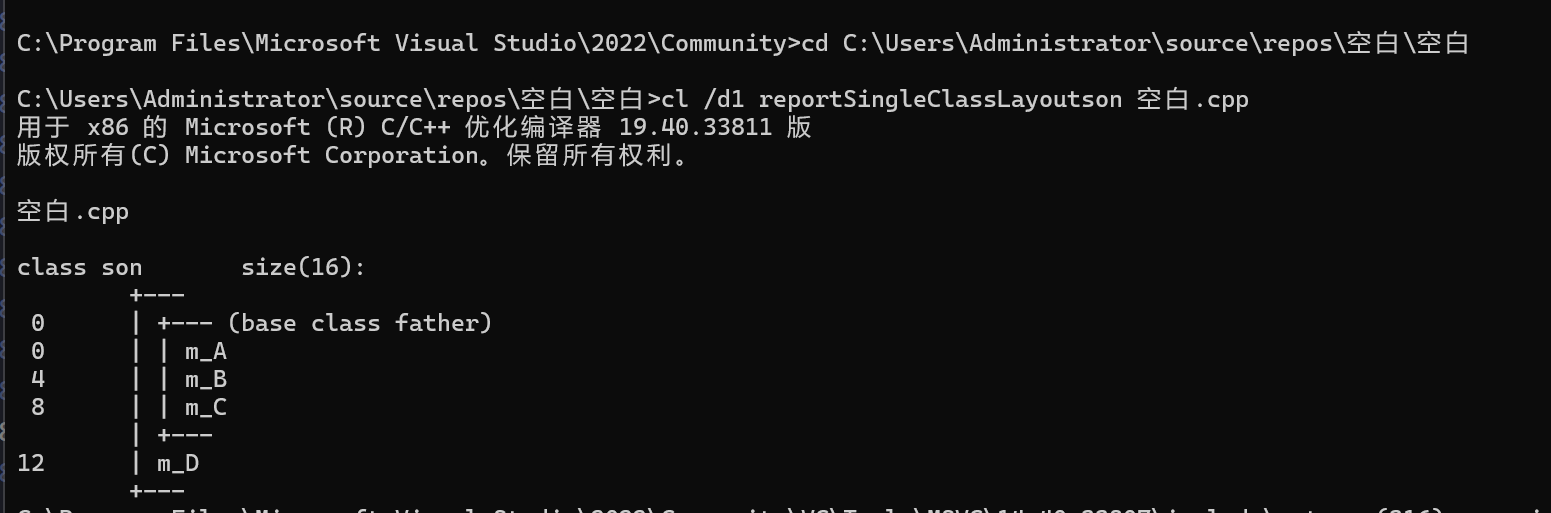 C:\Program Files\Microsoft Visual Studio\2022\Community>cd C:\Users\Administrator\source\repos\空白\空白
C:\Users\Administrator\source\repos\空白\空白>cl /d1 reportSingleClassLayoutson 空白.cpp
用于 x86 的 Microsoft (R) C/C++ 优化编译器 19.40.33811 版
版权所有(C) Microsoft Corporation。保留所有权利。
空白.cpp
class son       size(16):
        +---
 0      | +--- (base class father)
 0      | | m_A
 4      | | m_B
 8      | | m_C
        | +---
12      | m_D
        +---